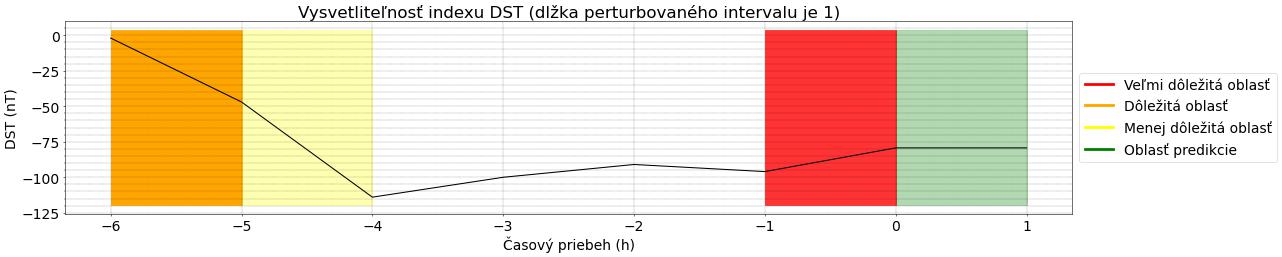 Vysvetliteľnosť indexu DST (dlžka perturbovaného intervalu je 1)
DST (nT)
0
−25
−50
−75
−100
−125
−6 −5 −4 −3 −2 −1 0 1
Časový priebeh (h)
Veľmi dôležitá oblasť
Dôležitá oblasť
Menej dôležitá oblasť
Oblasť predikcie